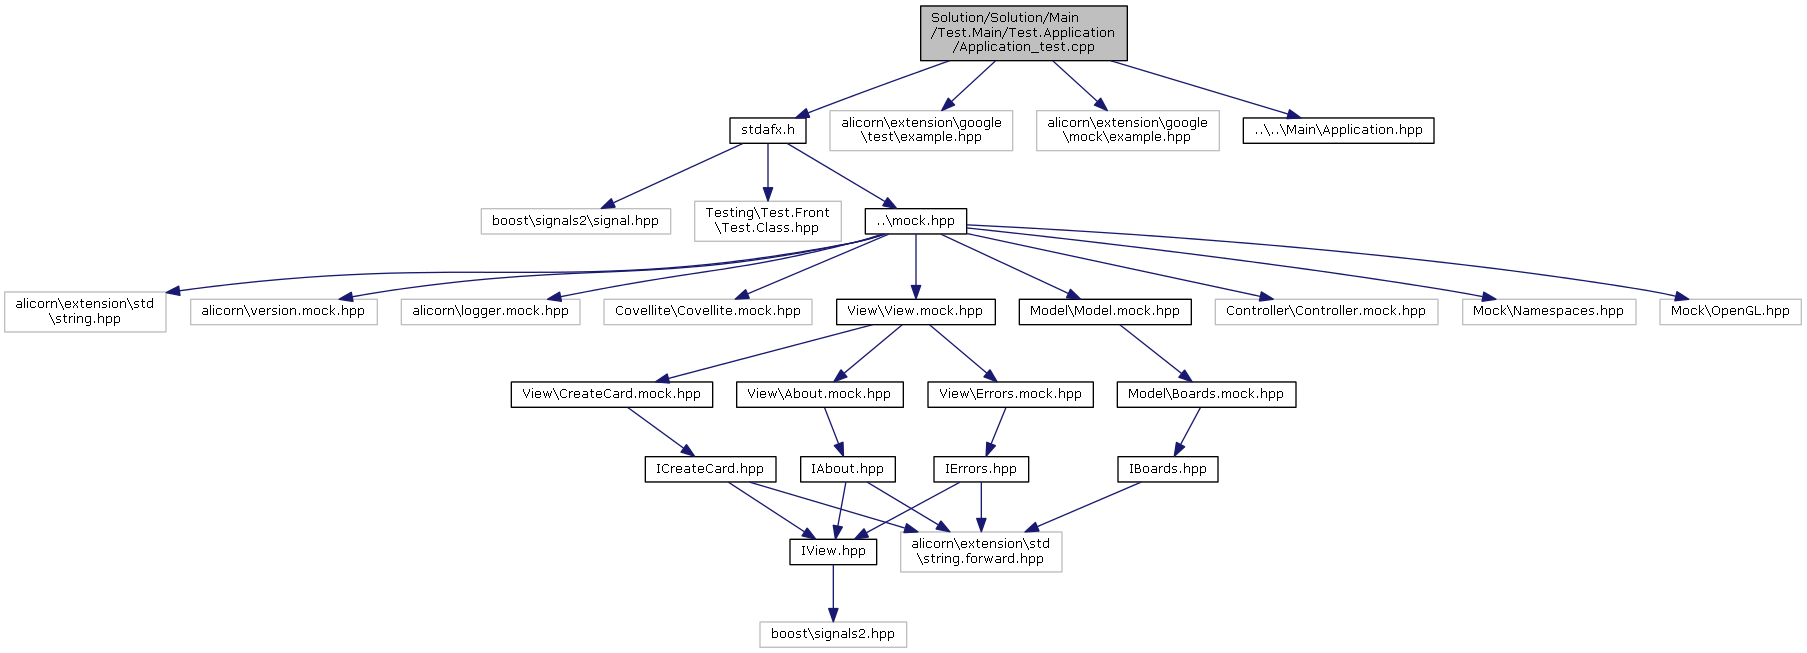 Solution/Solution/Main
/Test.Main/Test.Application
/Application_test.cpp
stdafx.h
alicorn\extension\google
\test\example.hpp
alicorn\extension\google
\mock\example.hpp
..\..\Main\Application.hpp
boost\signals2\signal.hpp
Testing\Test.Front
\Test.Class.hpp
..\mock.hpp
alicorn\extension\std
\string.hpp
alicorn\version.mock.hpp
alicorn\logger.mock.hpp
Covellite\Covellite.mock.hpp
View\View.mock.hpp
Model\Model.mock.hpp
Controller\Controller.mock.hpp
Mock\Namespaces.hpp
Mock\OpenGL.hpp
View\CreateCard.mock.hpp
View\About.mock.hpp
View\Errors.mock.hpp
Model\Boards.mock.hpp
ICreateCard.hpp
IAbout.hpp
IErrors.hpp
IBoards.hpp
IView.hpp
alicorn\extension\std
\string.forward.hpp
boost\signals2.hpp